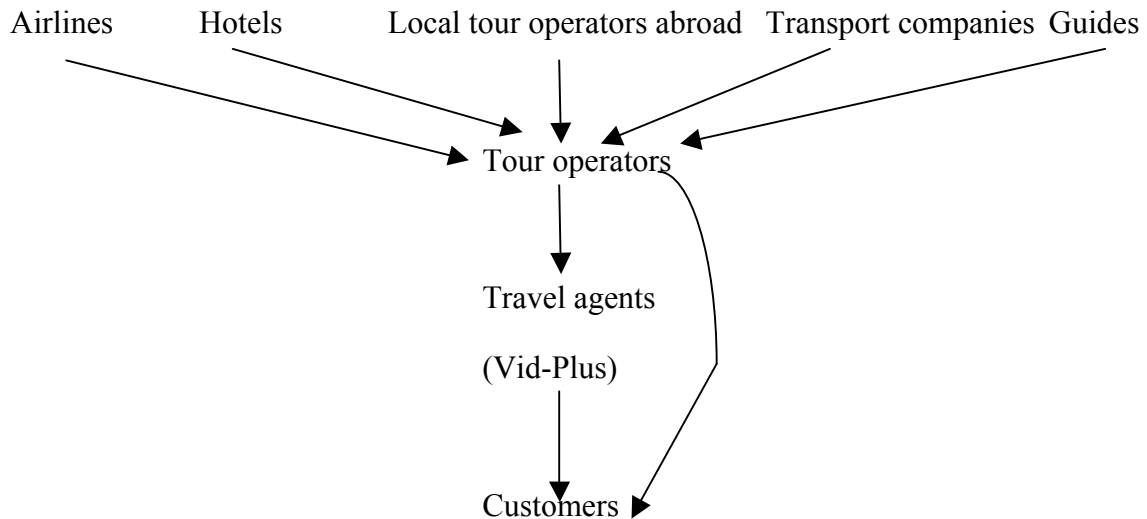 Airlines Hotels Local tour operators abroad Transport companies Guides
Tour operators
Travel agents
(Vid-Plus)
Customers